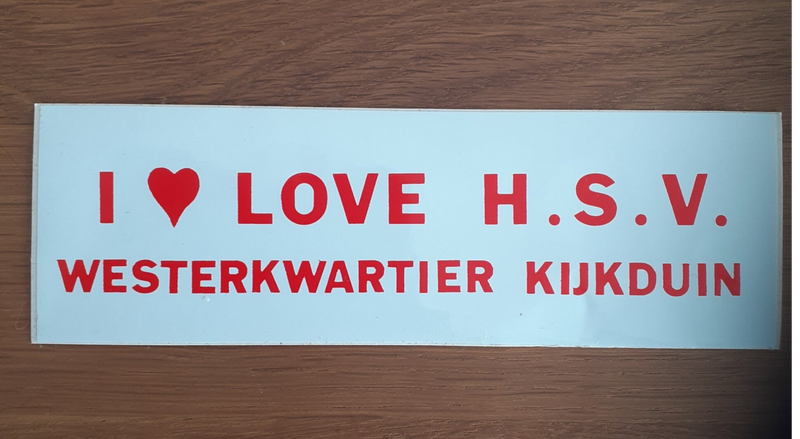 I ♥ LOVE H.S.V.
WESTERKWARTIER KIJKDUIN